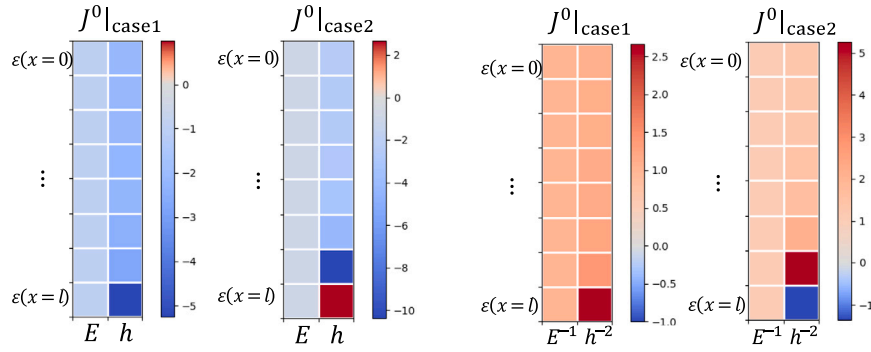 J⁰|case1
ε(x=0)
⋮
ε(x=l)
E h
0
−1
−2
−3
−4
−5
J⁰|case2
ε(x=0)
⋮
ε(x=l)
E h
2
0
−2
−4
−6
−8
−10
J⁰|case1
ε(x=0)
⋮
ε(x=l)
E⁻¹ h⁻²
2.5
2.0
1.5
1.0
0.5
0.0
−0.5
−1.0
J⁰|case2
ε(x=0)
⋮
ε(x=l)
E⁻¹ h⁻²
5
4
3
2
1
0
−1